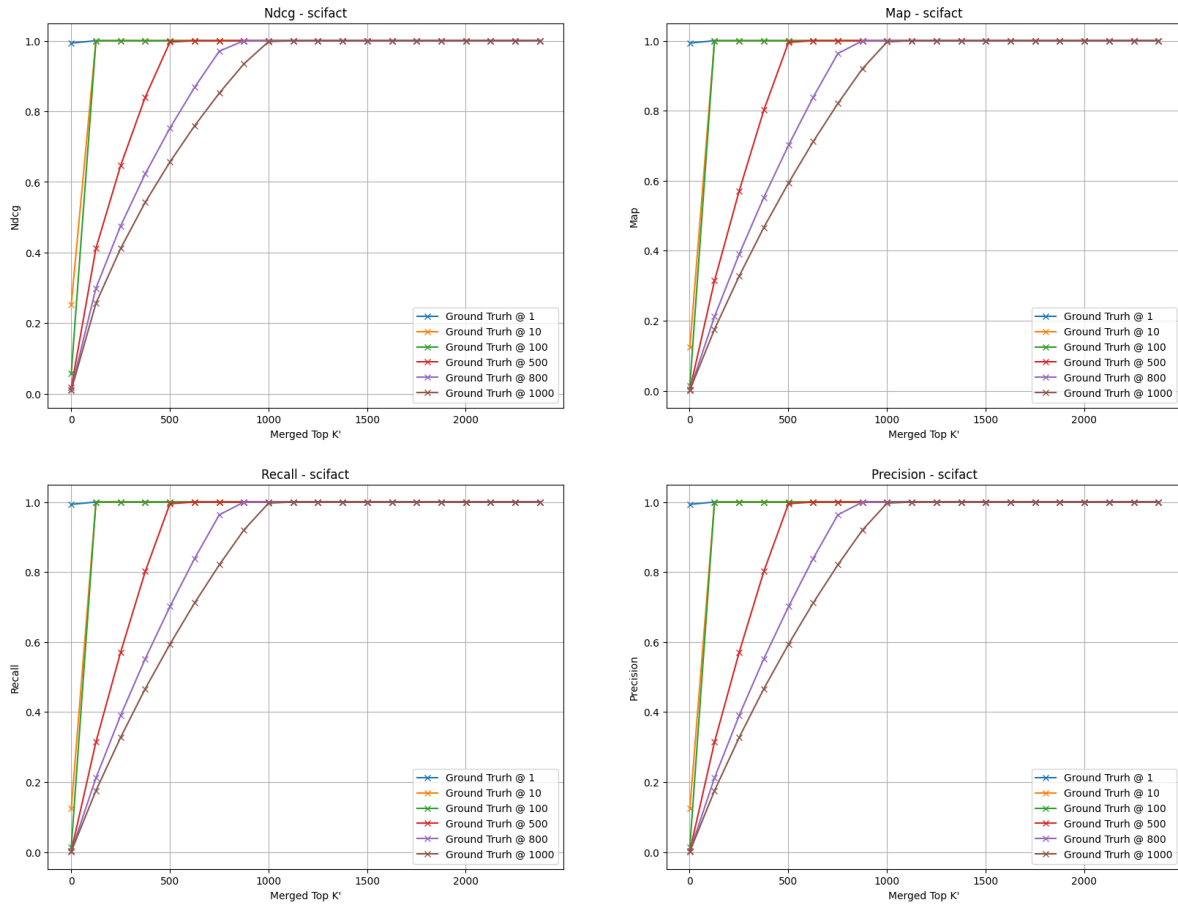 Ndcg - scifact
1.0
0.8
0.6
0.4
0.2
0.0
Ndcg
0
500
1000
1500
2000
Merged Top K'
Ground Trurh @ 1
Ground Trurh @ 10
Ground Trurh @ 100
Ground Trurh @ 500
Ground Trurh @ 800
Ground Trurh @ 1000
Map - scifact
1.0
0.8
0.6
0.4
0.2
0.0
Map
0
500
1000
1500
2000
Merged Top K'
Ground Trurh @ 1
Ground Trurh @ 10
Ground Trurh @ 100
Ground Trurh @ 500
Ground Trurh @ 800
Ground Trurh @ 1000
Recall - scifact
1.0
0.8
0.6
0.4
0.2
0.0
Recall
0
500
1000
1500
2000
Merged Top K'
Ground Trurh @ 1
Ground Trurh @ 10
Ground Trurh @ 100
Ground Trurh @ 500
Ground Trurh @ 800
Ground Trurh @ 1000
Precision - scifact
1.0
0.8
0.6
0.4
0.2
0.0
Precision
0
500
1000
1500
2000
Merged Top K'
Ground Trurh @ 1
Ground Trurh @ 10
Ground Trurh @ 100
Ground Trurh @ 500
Ground Trurh @ 800
Ground Trurh @ 1000